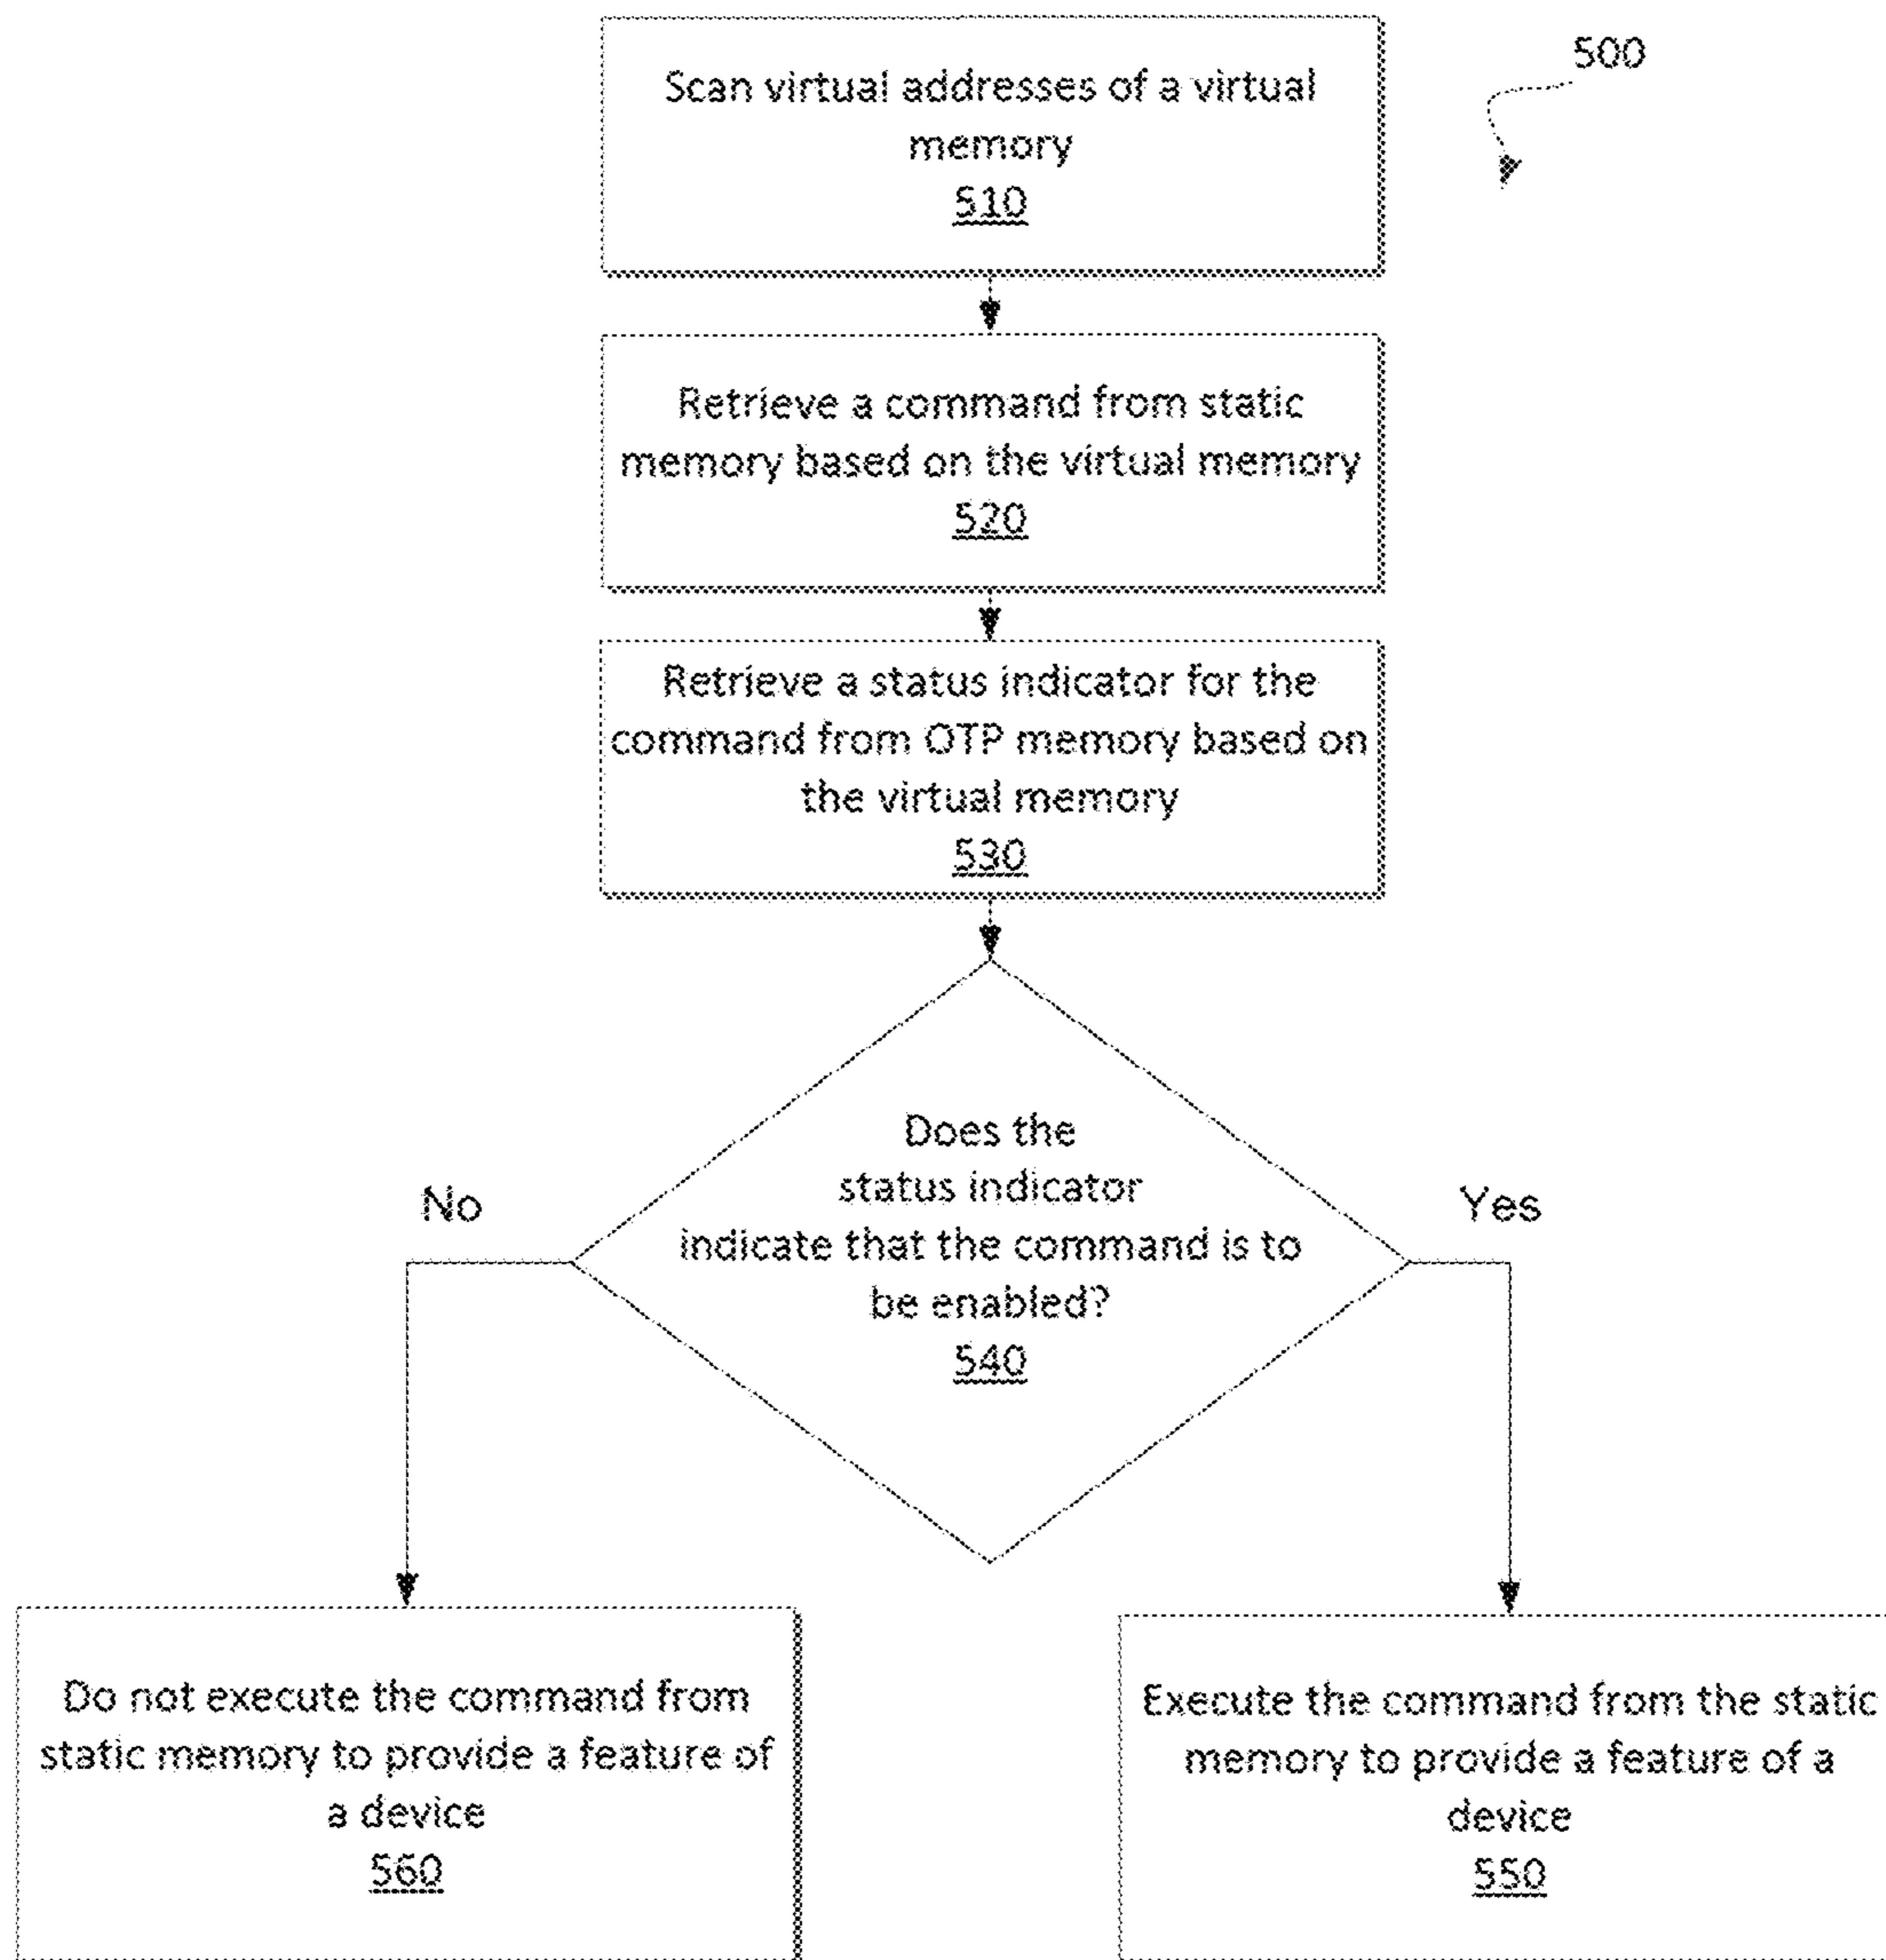 Scan virtual addresses of a virtual
memory
510
500
Retrieve a command from static
memory based on the virtual memory
520
Retrieve a status indicator for the
command from OTP memory based on
the virtual memory
530
Does the
status indicator
indicate that the command is to
be enabled?
540
No
Yes
Do not execute the command from
static memory to provide a feature of
a device
560
Execute the command from the static
memory to provide a feature of a
device
550